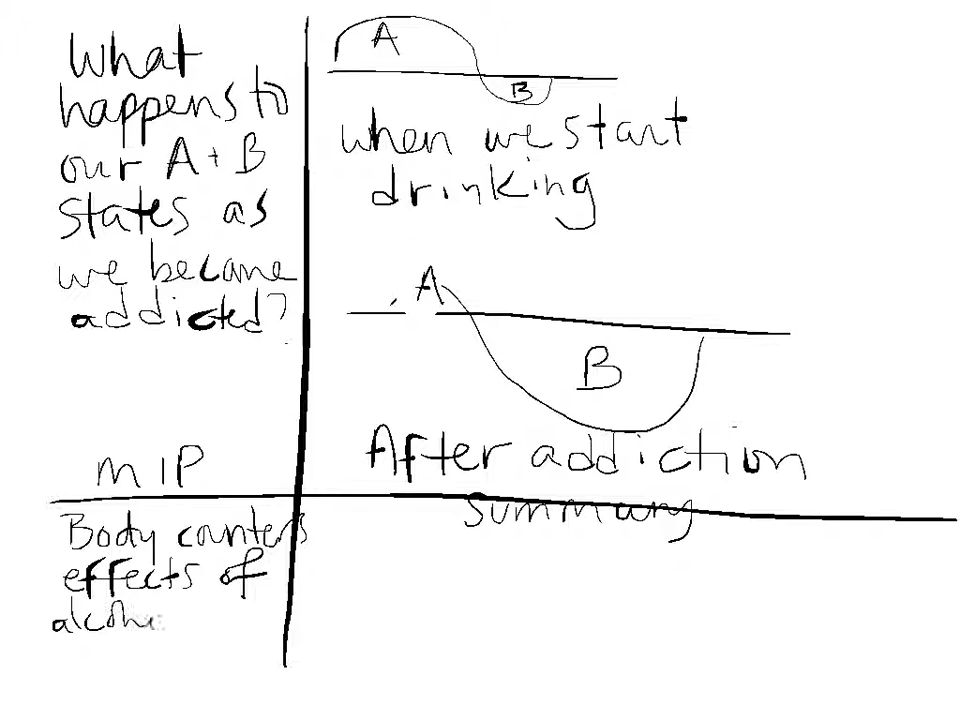 What
happens to
our A + B
states as
we became
addicted?
A
B
when we start
drinking
A
B
After addiction
MIP
summary
Body counters
effects of